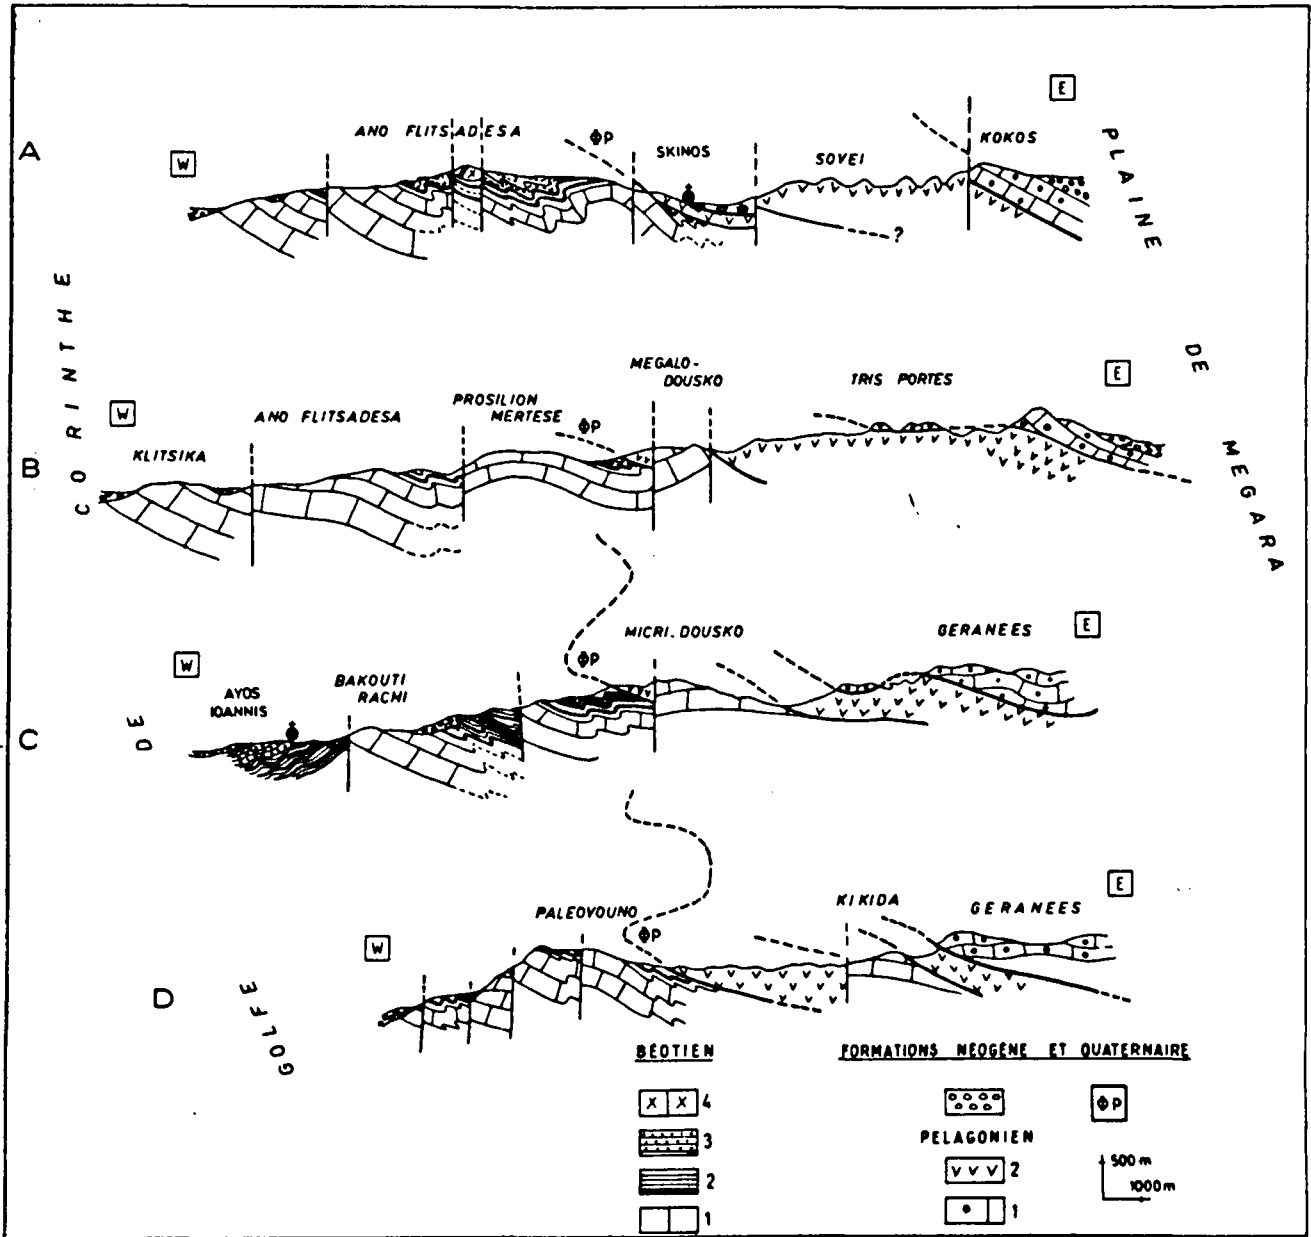 A
W
ANO FLITSADESA
ΦP
SKINOS
SOVEI
KOKOS
E
?
B
W
KLITSIKA
ANO FLITSADESA
PROSILION
MERTESE
ΦP
MEGALO-
DOUSKO
TRIS PORTES
E
C
W
AYOS
IOANNIS
BAKOUTI
RACHI
ΦP
MICRI. DOUSKO
GERANEES
E
D
W
PALEOVOUNO
ΦP
KIKIDA
GERANEES
E
GOLFE
DE
CORINTHE
PLAINE
DE
MEGARA
BEOTIEN
X X 4
3
2
1
FORMATIONS NEOGÈNE ET QUATERNAIRE
ΦP
PELAGONIEN
V V V 2
1
500 m
1000 m